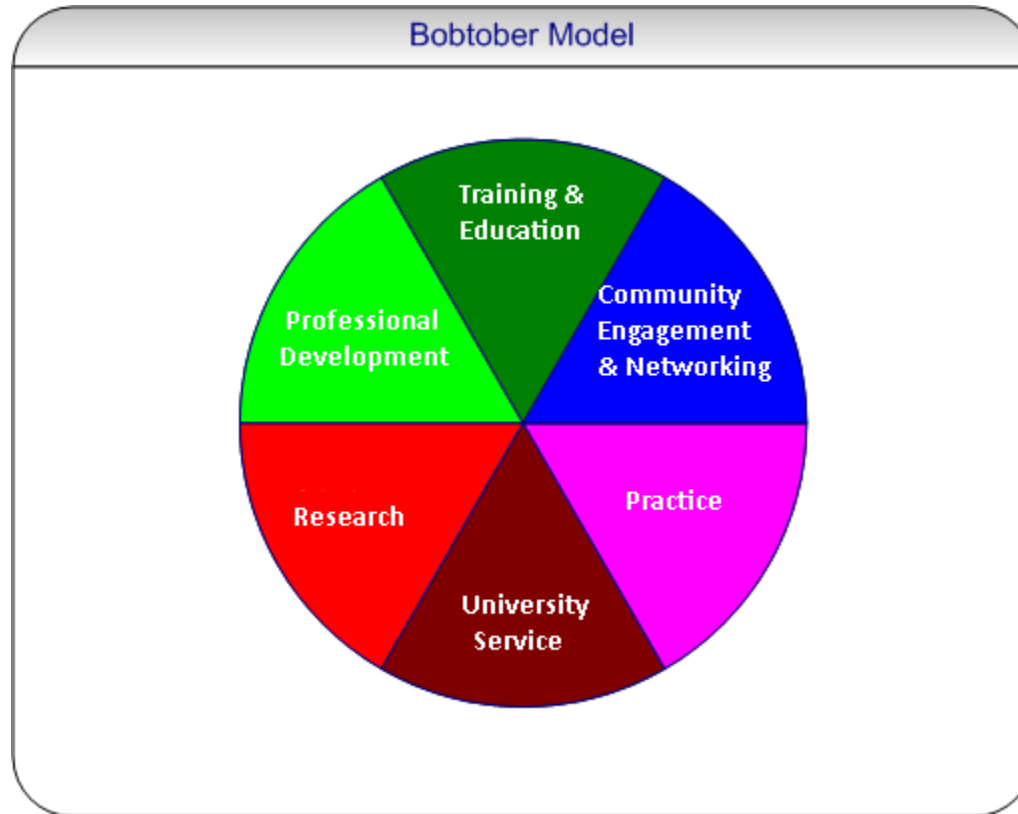 Bobtober Model
Training &
Education
Community
Engagement
& Networking
Professional
Development
Practice
Research
University
Service